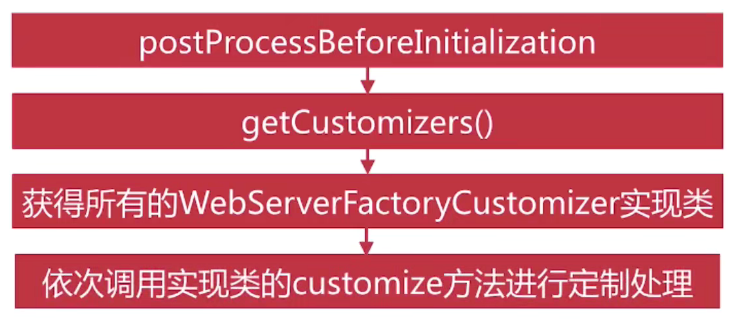 postProcessBeforeInitialization
getCustomizers()
获得所有的WebServerFactoryCustomizer实现类
依次调用实现类的customize方法进行定制处理